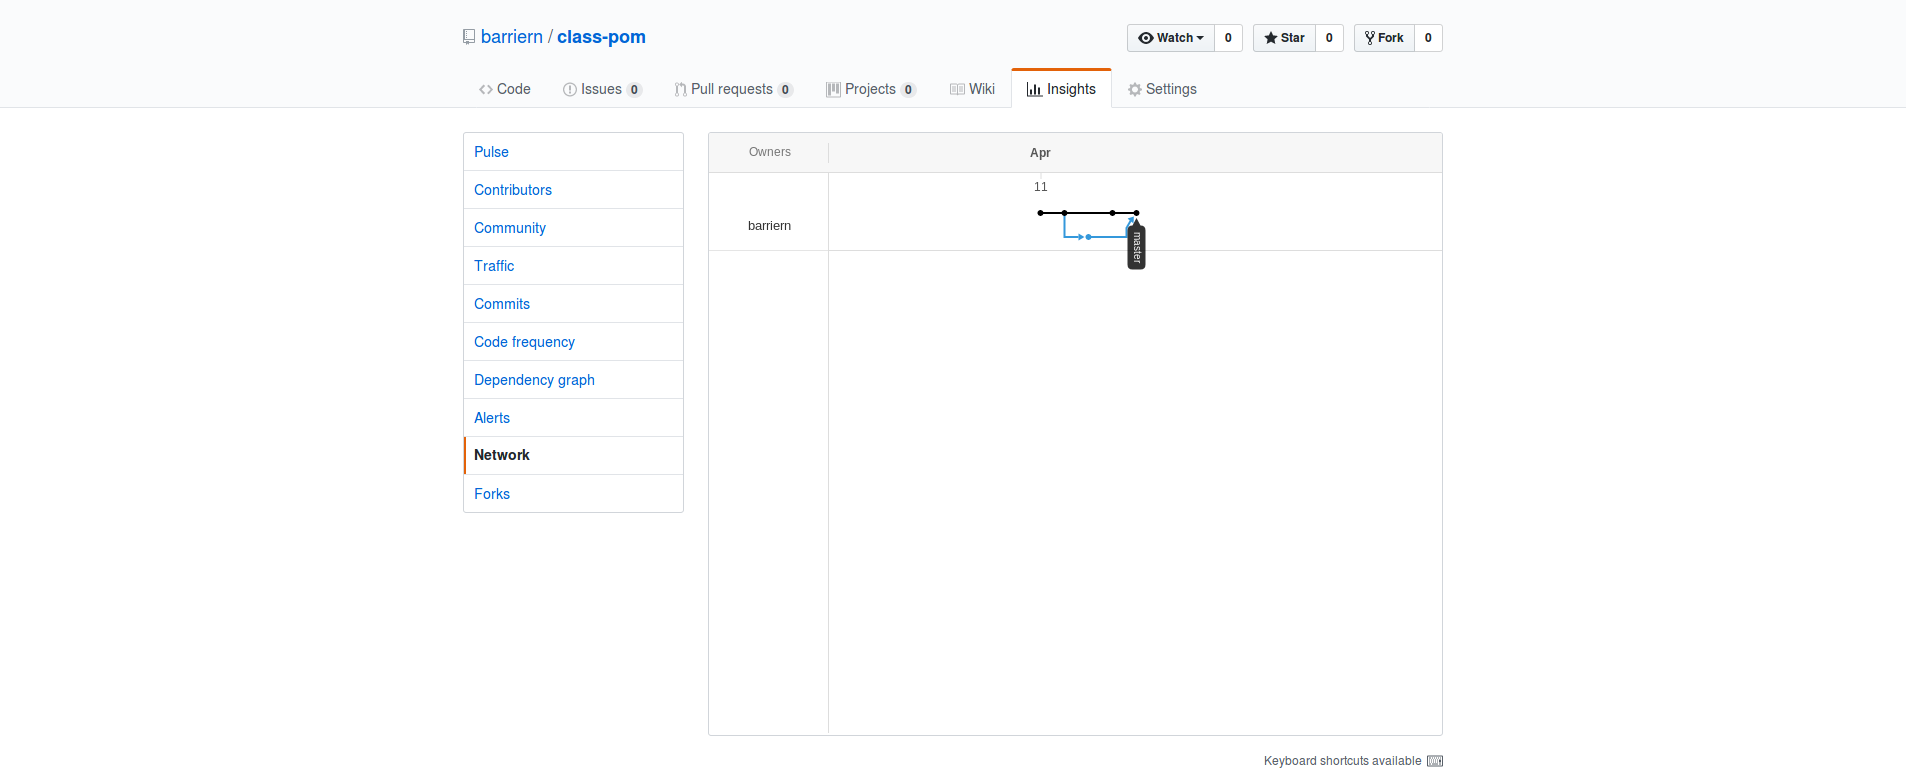 barriern / class-pom
Watch 0 Star 0 Fork 0
Code Issues 0 Pull requests 0 Projects 0 Wiki Insights Settings
Pulse
Contributors
Community
Traffic
Commits
Code frequency
Dependency graph
Alerts
Network
Forks
Owners Apr
11
barriern
master
Keyboard shortcuts available